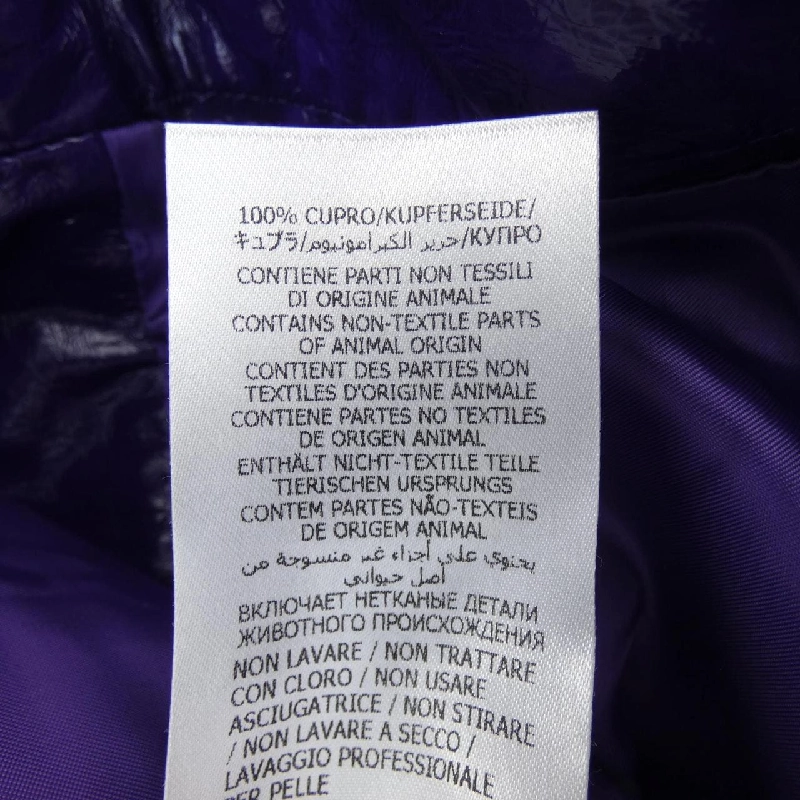 100% CUPRO/KUPFERSEIDE/
キュプラ/حرير الكبرامونيوم/КУПРО
CONTIENE PARTI NON TESSILI
DI ORIGINE ANIMALE
CONTAINS NON-TEXTILE PARTS
OF ANIMAL ORIGIN
CONTIENT DES PARTIES NON
TEXTILES D'ORIGINE ANIMALE
CONTIENE PARTES NO TEXTILES
DE ORIGEN ANIMAL
ENTHÄLT NICHT-TEXTILE TEILE
TIERISCHEN URSPRUNGS
CONTEM PARTES NÃO-TEXTEIS
DE ORIGEM ANIMAL
يحتوي على أجزاء غير منسوجة من
أصل حيواني
ВКЛЮЧАЕТ НЕТКАНЫЕ ДЕТАЛИ
ЖИВОТНОГО ПРОИСХОЖДЕНИЯ
NON LAVARE / NON TRATTARE
CON CLORO / NON USARE
ASCIUGATRICE / NON STIRARE
/ NON LAVARE A SECCO /
LAVAGGIO PROFESSIONALE
PER PELLE